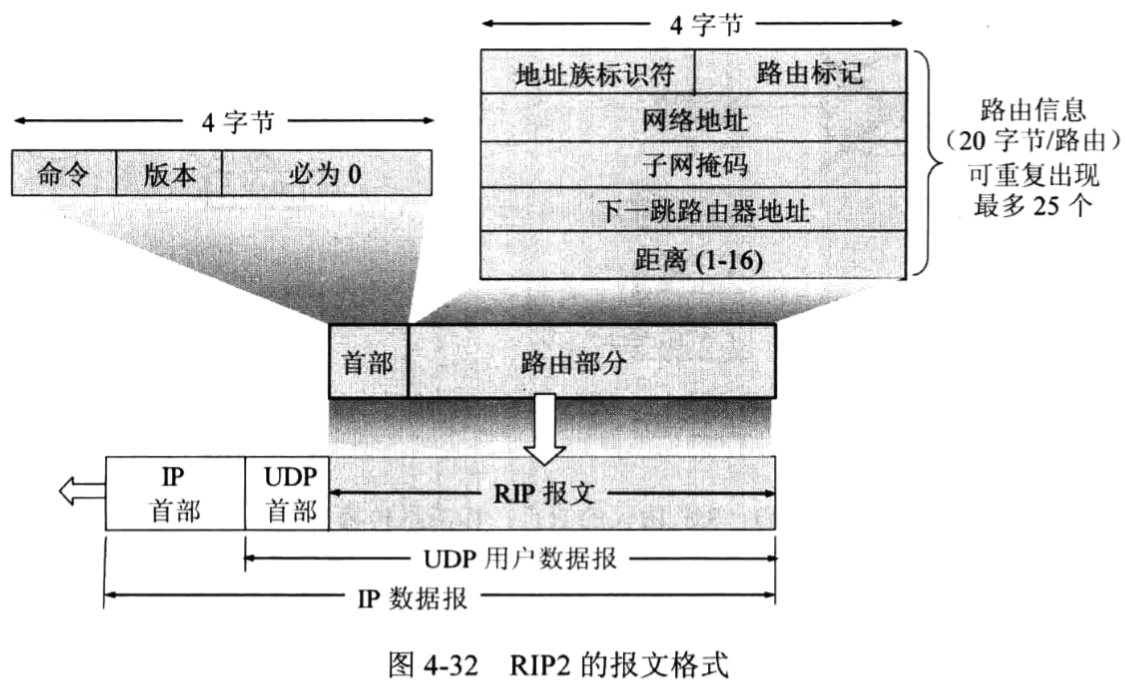 4 字节
地址族标识符
路由标记
网络地址
子网掩码
下一跳路由器地址
距离 (1-16)
路由信息
(20 字节/路由)
可重复出现
最多 25 个
4 字节
命令
版本
必为 0
首部
路由部分
IP
首部
UDP
首部
RIP 报文
UDP 用户数据报
IP 数据报
图 4-32 RIP2 的报文格式